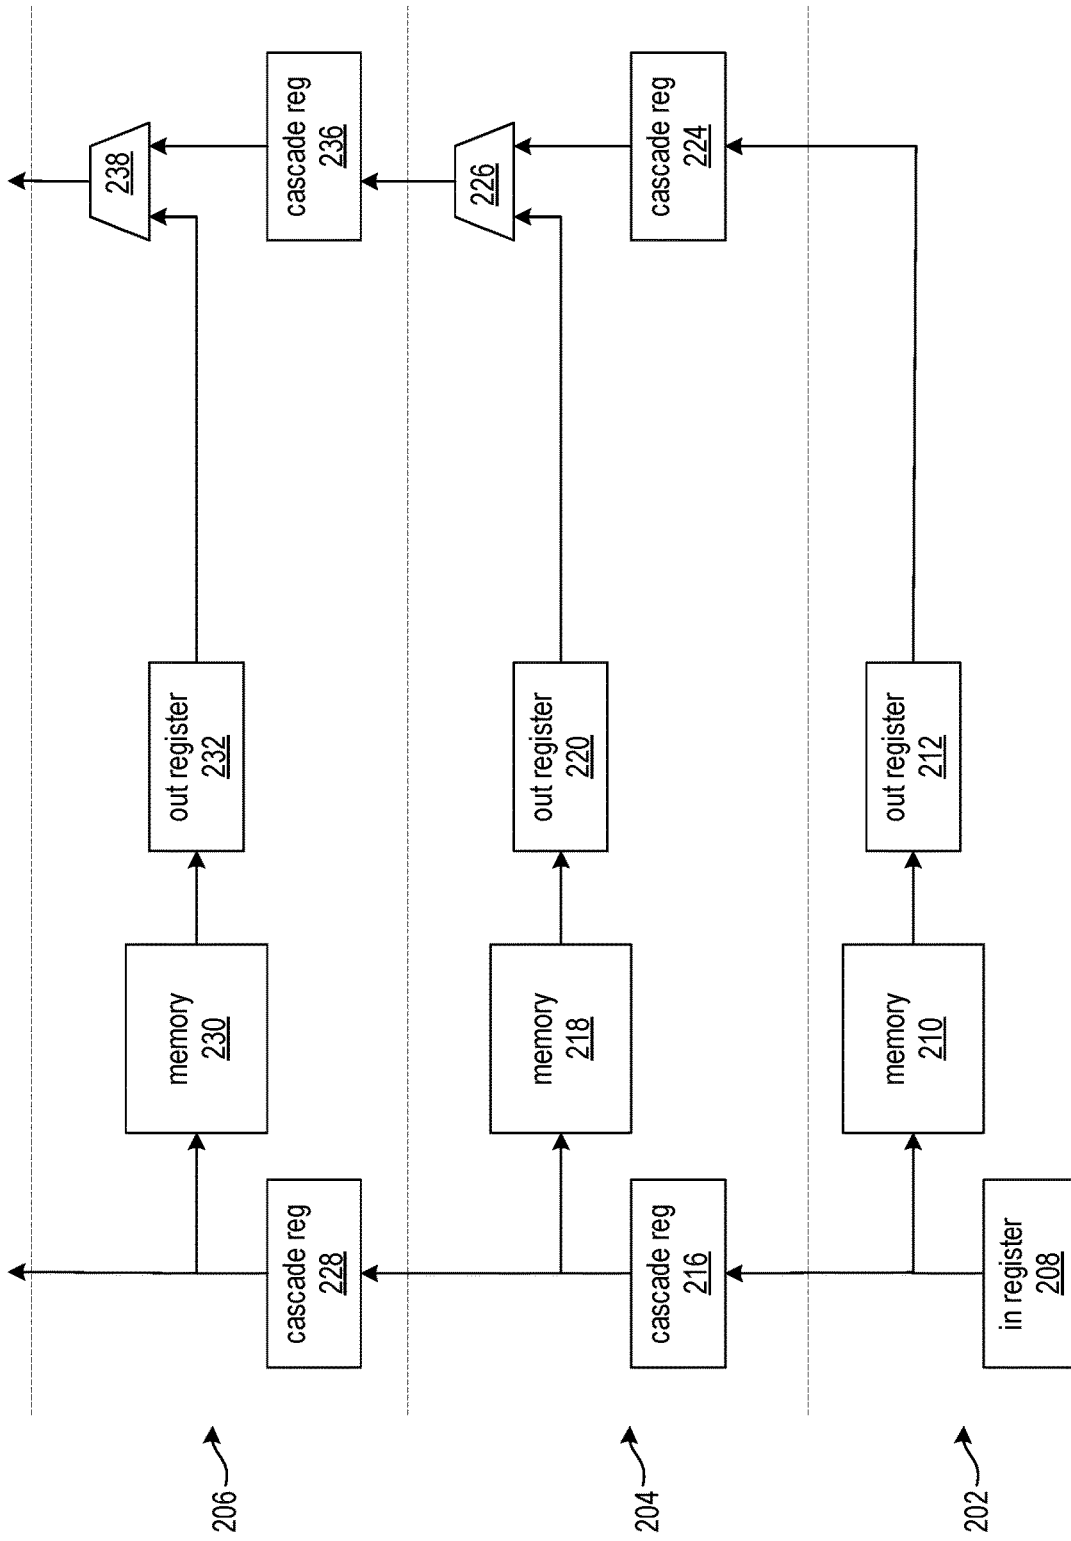 206
cascade reg
228
memory
230
out register
232
cascade reg
236
238
204
cascade reg
216
memory
218
out register
220
cascade reg
224
226
202
in register
208
memory
210
out register
212